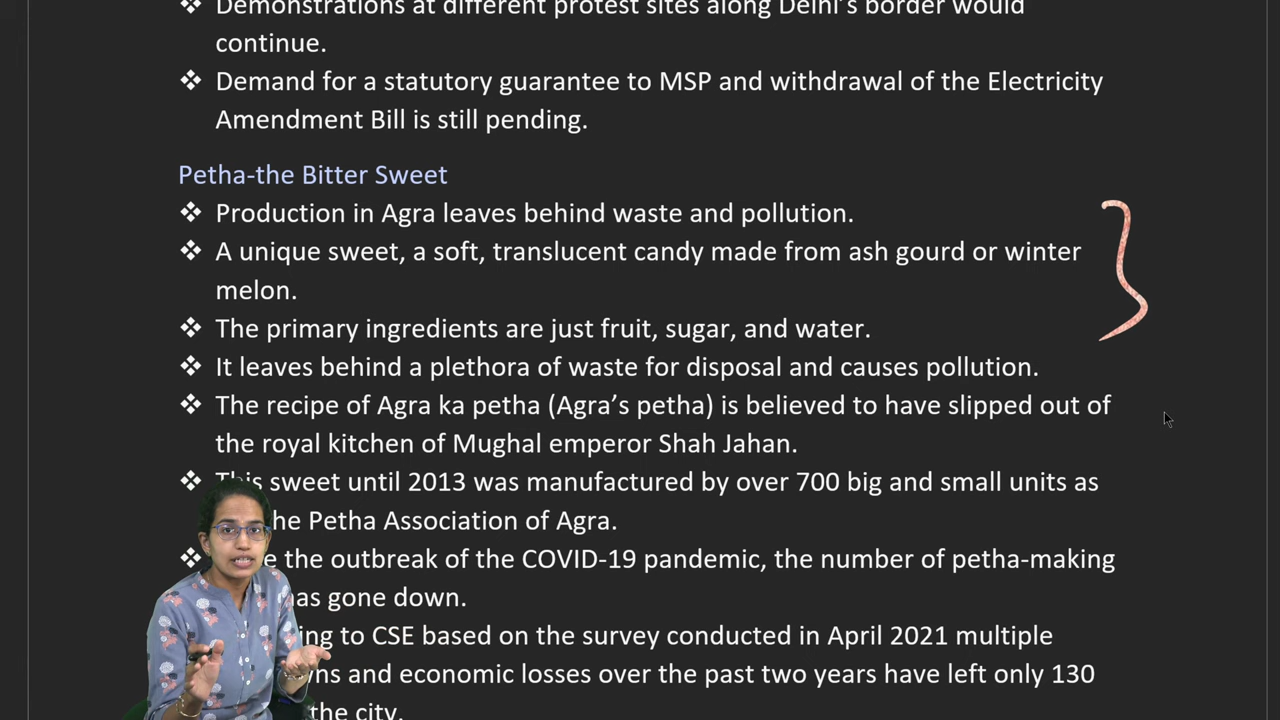 ❖ Demonstrations at different protest sites along Delhi's border would
continue.
❖ Demand for a statutory guarantee to MSP and withdrawal of the Electricity
Amendment Bill is still pending.
Petha-the Bitter Sweet
❖ Production in Agra leaves behind waste and pollution.
❖ A unique sweet, a soft, translucent candy made from ash gourd or winter
melon.
❖ The primary ingredients are just fruit, sugar, and water.
❖ It leaves behind a plethora of waste for disposal and causes pollution.
❖ The recipe of Agra ka petha (Agra’s petha) is believed to have slipped out of
the royal kitchen of Mughal emperor Shah Jahan.
❖ This sweet until 2013 was manufactured by over 700 big and small units as
he Petha Association of Agra.
❖ the outbreak of the COVID-19 pandemic, the number of petha-making
as gone down.
ing to CSE based on the survey conducted in April 2021 multiple
and economic losses over the past two years have left only 130
the city.